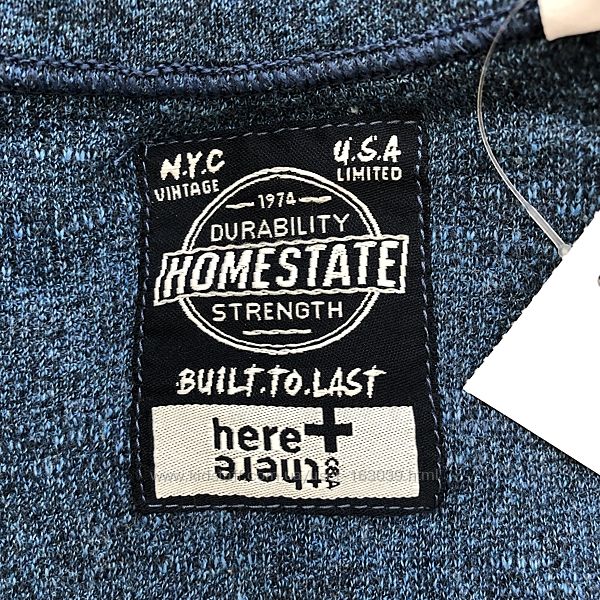 N.Y.C
VINTAGE
U.S.A
LIMITED
1974
DURABILITY
HOMESTATE
STRENGTH
BUILT.TO.LAST
here+
there
C&A